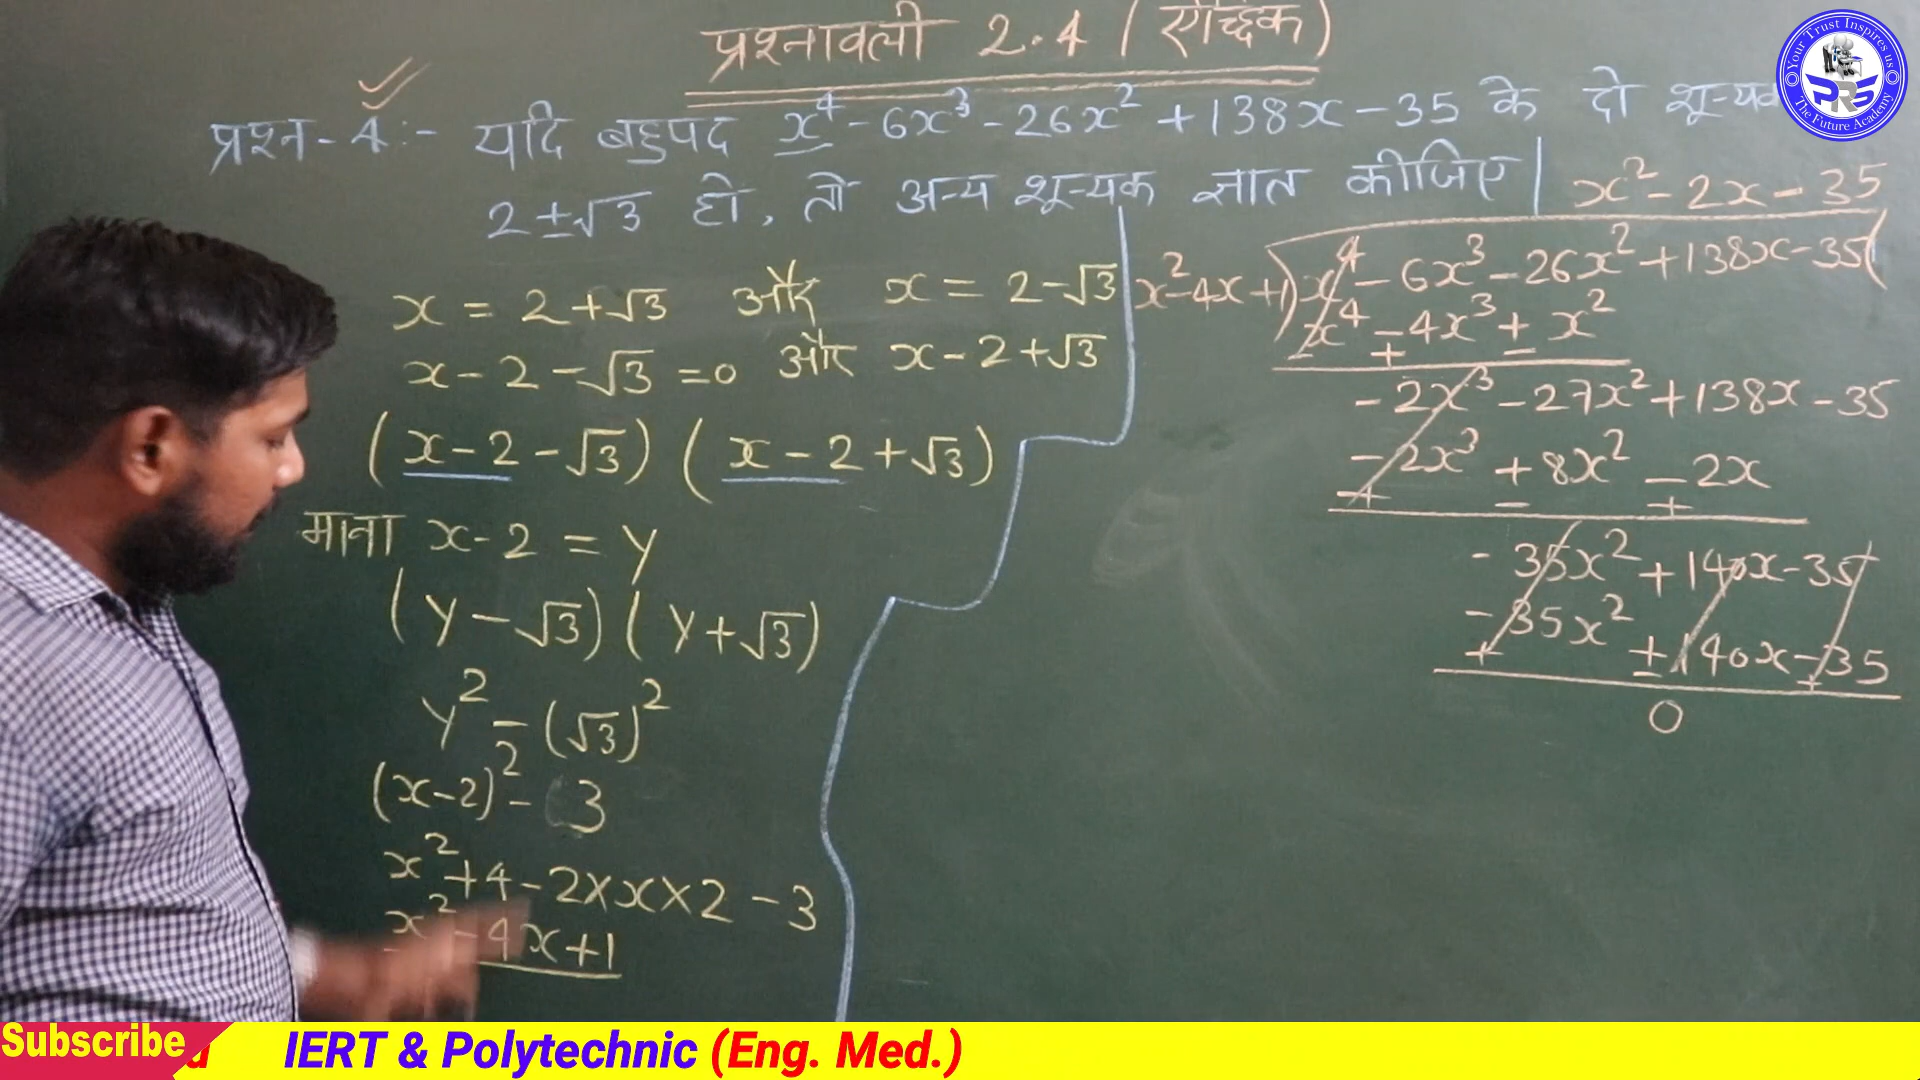 प्रश्नावली 2.4 (ऐच्छिक)
प्रश्न-4:- यदि बहुपद x⁴-6x³-26x²+138x-35 के दो
2±√3 हो, तो अन्य शून्यक ज्ञात कीजिए|
x = 2+√3 और x = 2-√3
x-2-√3=0 और x-2+√3
(x-2-√3) (x-2+√3)
माना x-2 = y
(y-√3) (y+√3)
y²-(√3)²
(x-2)²- 3
x²+4-2×x×2-3
x²-4x+1
x²-2x-35
x²-4x+1) x⁴-6x³-26x²+138x-35(
x⁴-4x³+x²
- + -
-2x³-27x²+138x-35
-2x³+8x²-2x
+ - +
-35x²+140x-35
-35x²+140x-35
+ - +
0
Your Trust Inspires us
PRS
The Future Academy
Subscribe
IERT & Polytechnic (Eng. Med.)